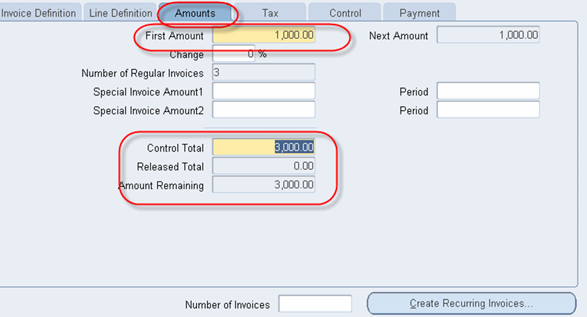 Invoice Definition Line Definition Amounts Tax Control Payment
First Amount 1,000.00 Next Amount 1,000.00
Change 0 %
Number of Regular Invoices 3
Special Invoice Amount1 Period
Special Invoice Amount2 Period
Control Total 3,000.00
Released Total 0.00
Amount Remaining 3,000.00
Number of Invoices Create Recurring Invoices...